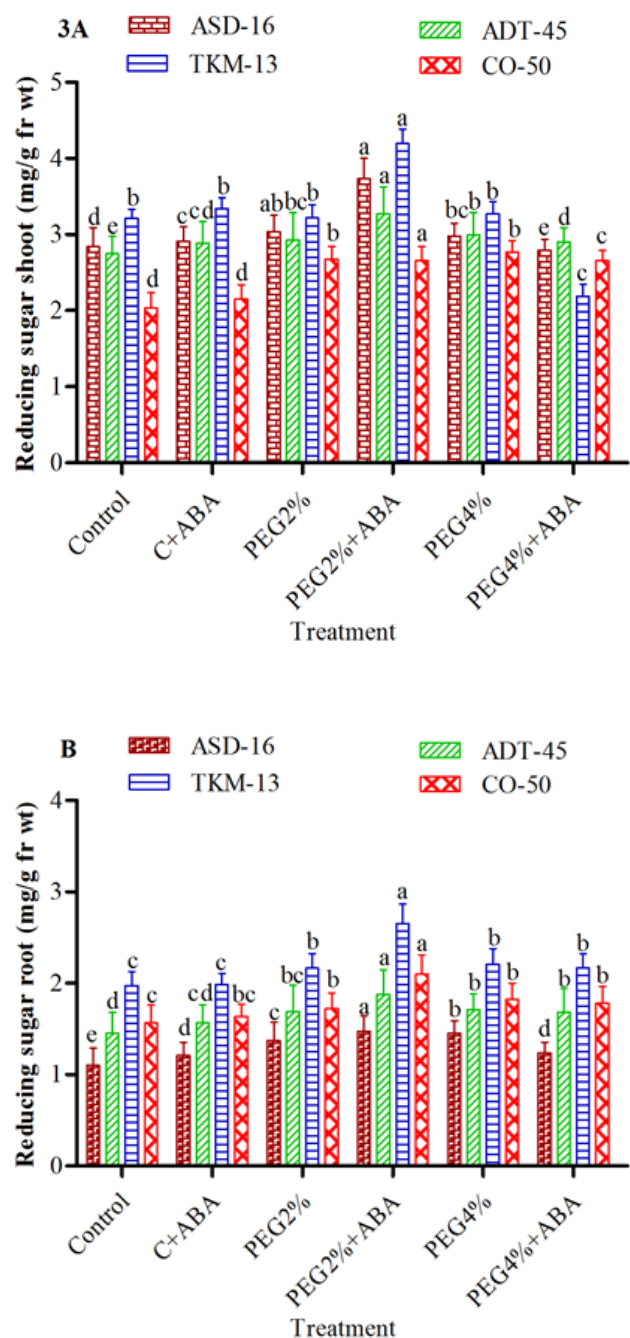 3A
ASD-16 ADT-45
TKM-13 CO-50
Reducing sugar shoot (mg/g fr wt)
5
4
3
2
1
0
d e b d
c cd b d
ab bc b b
a a a a
bc b b b
e d c c
Control C+ABA PEG2% PEG2%+ABA PEG4% PEG4%+ABA
Treatment
B
ASD-16 ADT-45
TKM-13 CO-50
Reducing sugar root (mg/g fr wt)
4
3
2
1
0
e d c c
d cd c bc
c bc b b
a a a a
b b b b
d b b b
Control C+ABA PEG2% PEG2%+ABA PEG4% PEG4%+ABA
Treatment